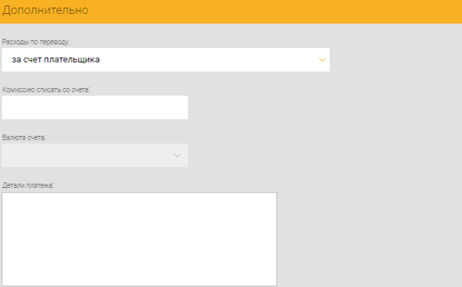 Дополнительно
Расходы по переводу:
за счет плательщика
Комиссию списать со счета:
Валюта счета:
Детали платежа: